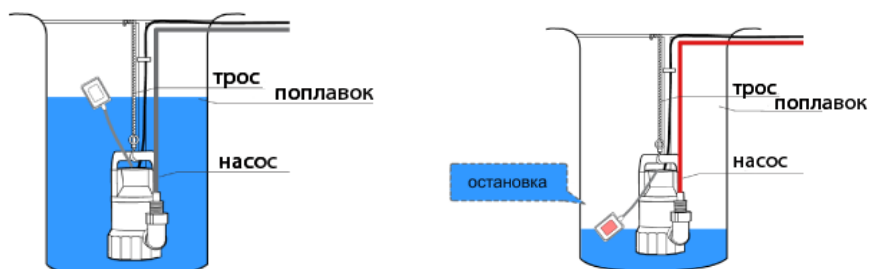 трос
поплавок
насос
трос
поплавок
насос
остановка